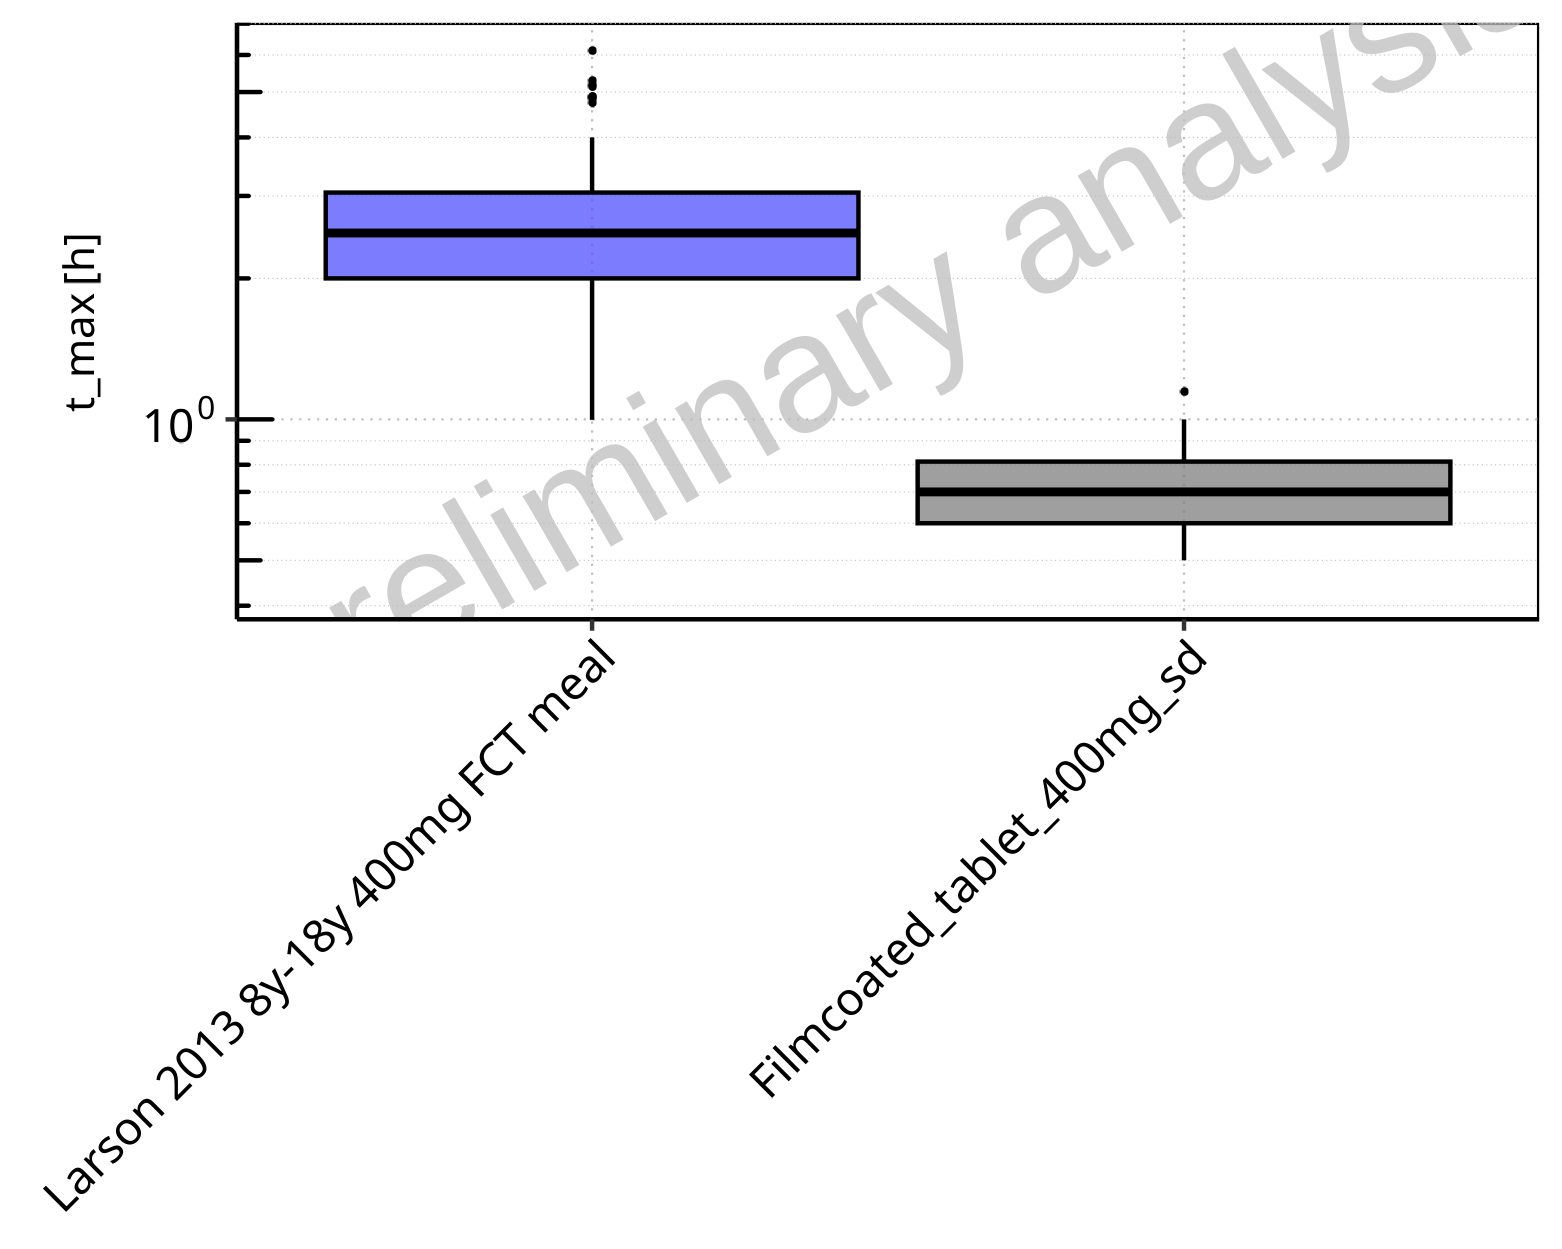 reliminary analysis
t_max [h]
10⁰
Larson 2013 8y-18y 400mg FCT meal
Filmcoated_tablet_400mg_sd